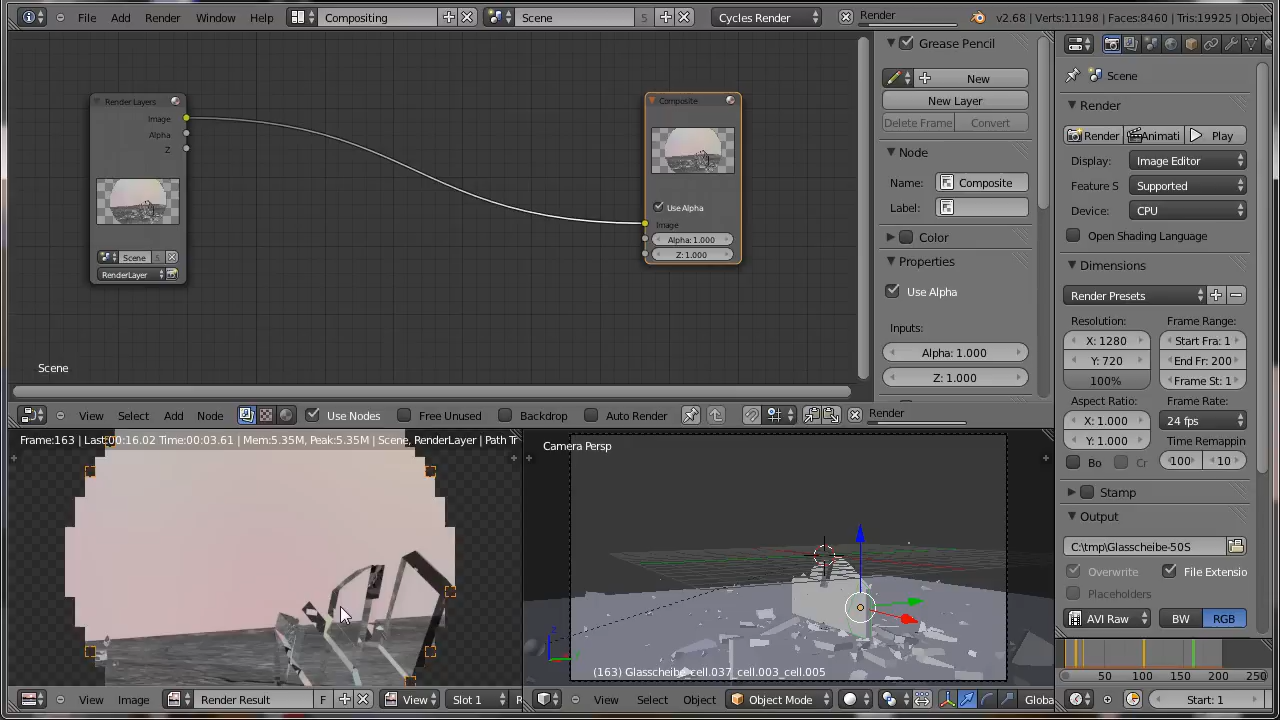 File Add Render Window Help Compositing Scene 5 Cycles Render Render v2.68 | Verts:11198 | Faces:8460 | Tris:19925 | Object
Render Layers
Image
Alpha
Z
Scene 5
RenderLayer
Composite
Use Alpha
Image
Alpha: 1.000
Z: 1.000
Scene
Grease Pencil
New
New Layer
Delete Frame Convert
Node
Name: Composite
Label:
Color
Properties
Use Alpha
Inputs:
Alpha: 1.000
Z: 1.000
View Select Add Node Use Nodes Free Unused Backdrop Auto Render Render
Frame:163 | Last:00:16.02 Time:00:03.61 | Mem:5.35M, Peak:5.35M | Scene, RenderLayer | Path Tr
View Image Render Result F View Slot 1 R
Camera Persp
(163) Glasscheibe_cell.037_cell.003_cell.005
View Select Object Object Mode Globa
Scene
Render
Render Animati Play
Display: Image Editor
Feature S Supported
Device: CPU
Open Shading Language
Dimensions
Render Presets
Resolution: Frame Range:
X: 1280 Start Fra: 1
Y: 720 End Fr: 200
100% Frame St: 1
Aspect Ratio: Frame Rate:
X: 1.000 24 fps
Y: 1.000 Time Remappin
Bo Cr 100 10
Stamp
Output
C:\tmp\Glasscheibe-50S
Overwrite File Extensio
Placeholders
AVI Raw BW RGB
50 100 150 200 250
Start: 1